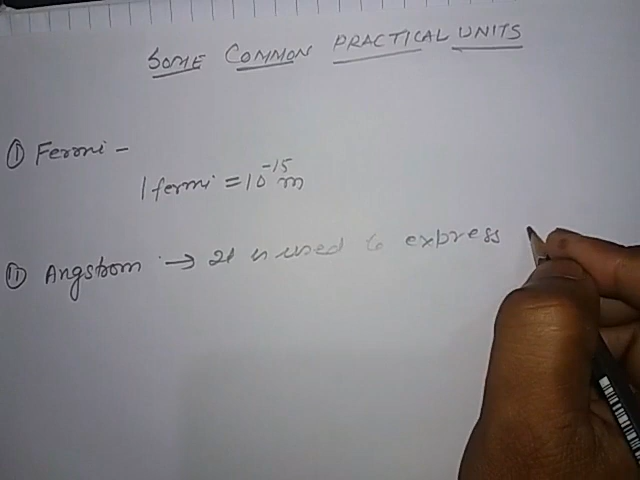 SOME COMMON PRACTICAL UNITS
① Fermi -
1 fermi = 10⁻¹⁵ m
② Angstrom → It is used to express